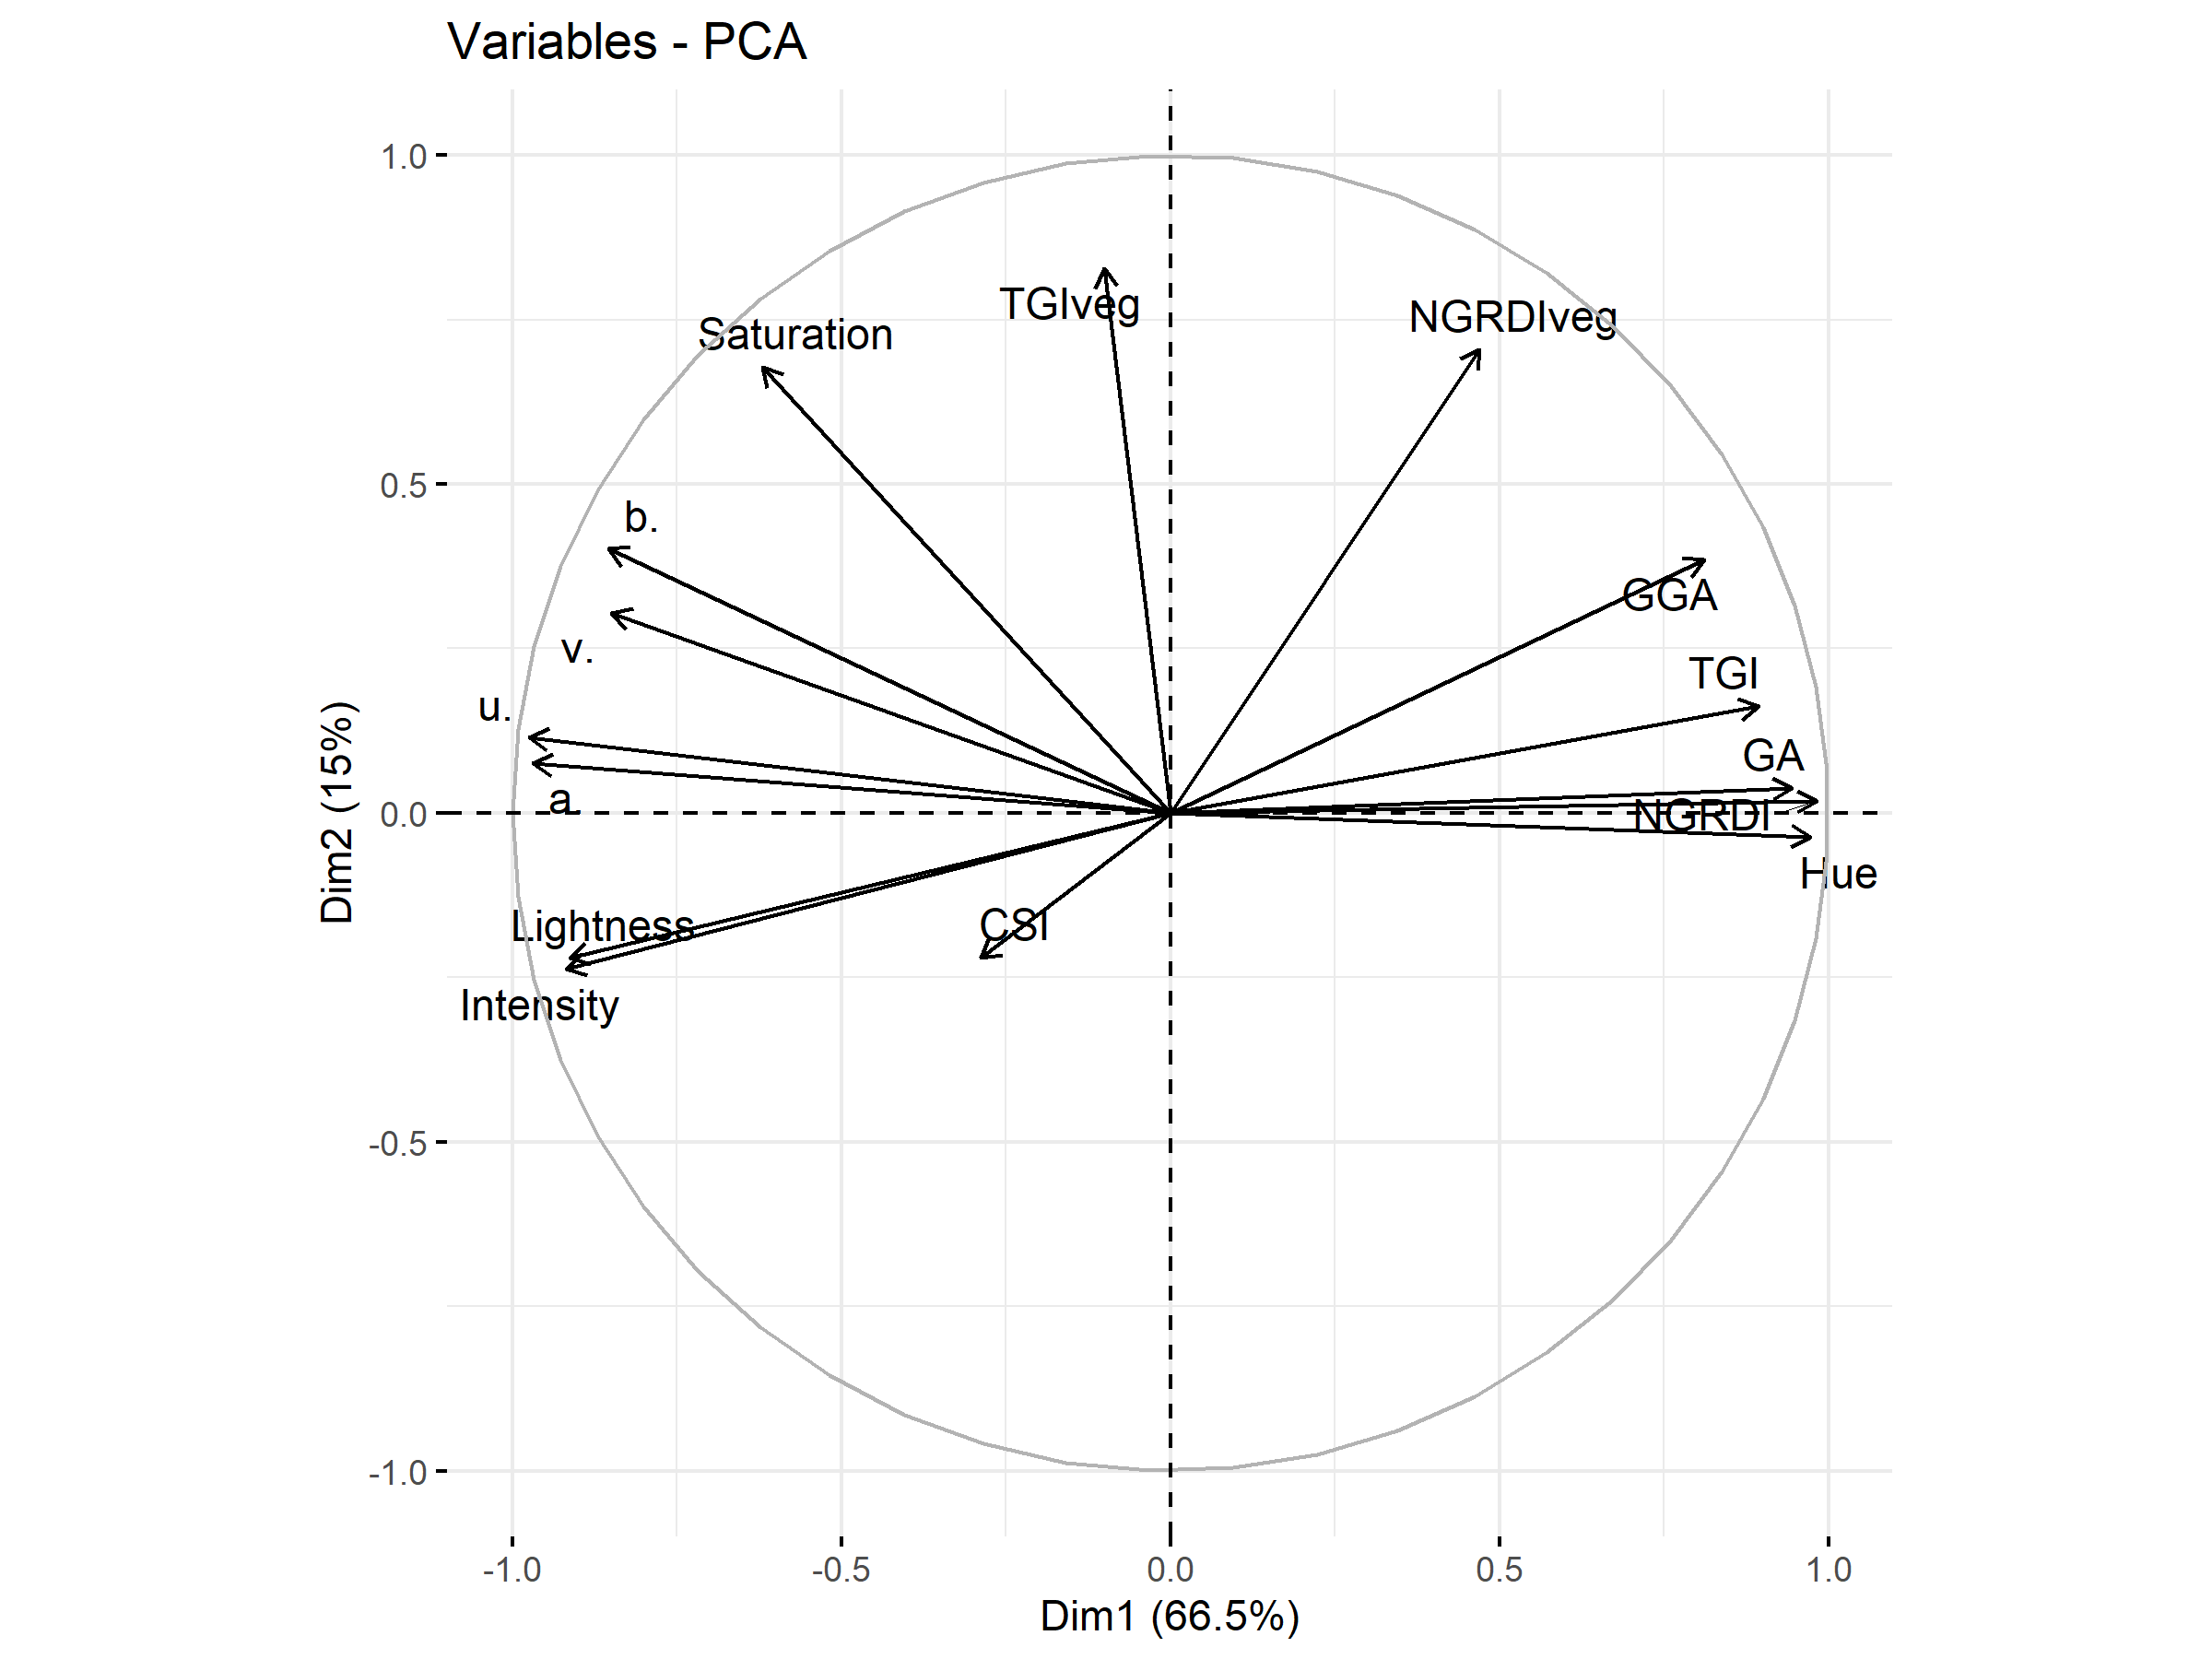 Variables - PCA
1.0
TGIveg
NGRDIveg
Saturation
0.5
b.
GGA
v.
TGI
u.
GA
a.
0.0
NGRDI
Hue
Lightness
CSI
Intensity
-0.5
-1.0
Dim2 (15%)
-1.0 -0.5 0.0 0.5 1.0
Dim1 (66.5%)